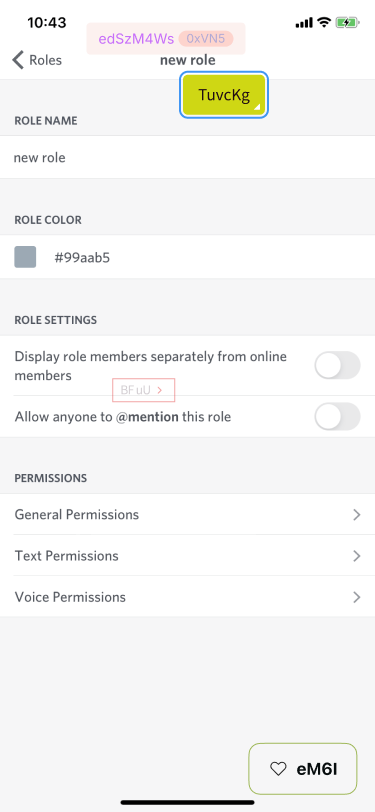 10:43
edSzM4Ws 0xVN5
Roles
new role
TuvcKg
ROLE NAME
new role
ROLE COLOR
#99aab5
ROLE SETTINGS
Display role members separately from online
members
BFuU >
Allow anyone to @mention this role
PERMISSIONS
General Permissions
Text Permissions
Voice Permissions
eM6I